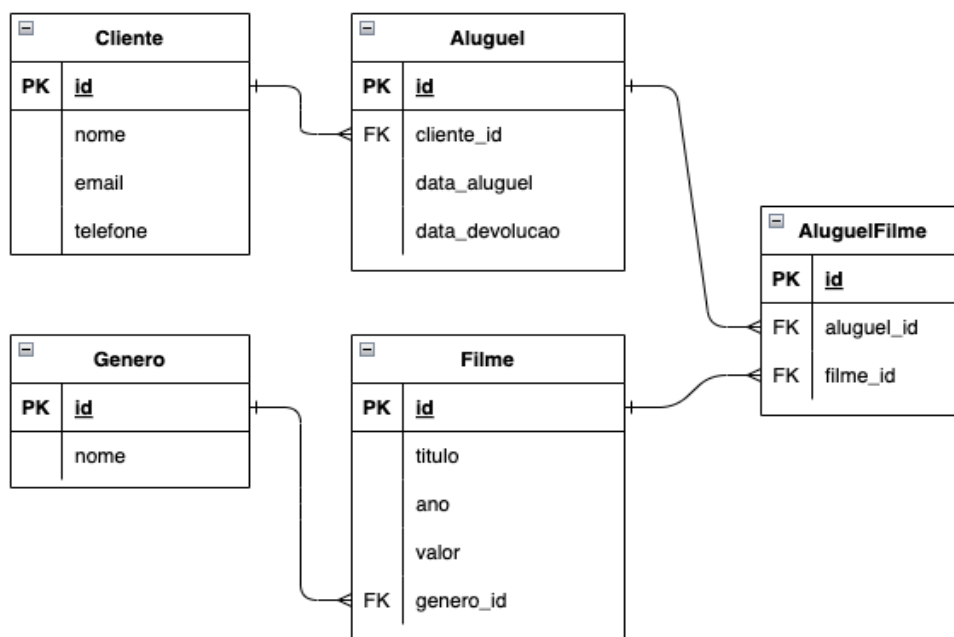 Cliente
PK id
nome
email
telefone
Aluguel
PK id
FK cliente_id
data_aluguel
data_devolucao
AluguelFilme
PK id
FK aluguel_id
FK filme_id
Genero
PK id
nome
Filme
PK id
titulo
ano
valor
FK genero_id